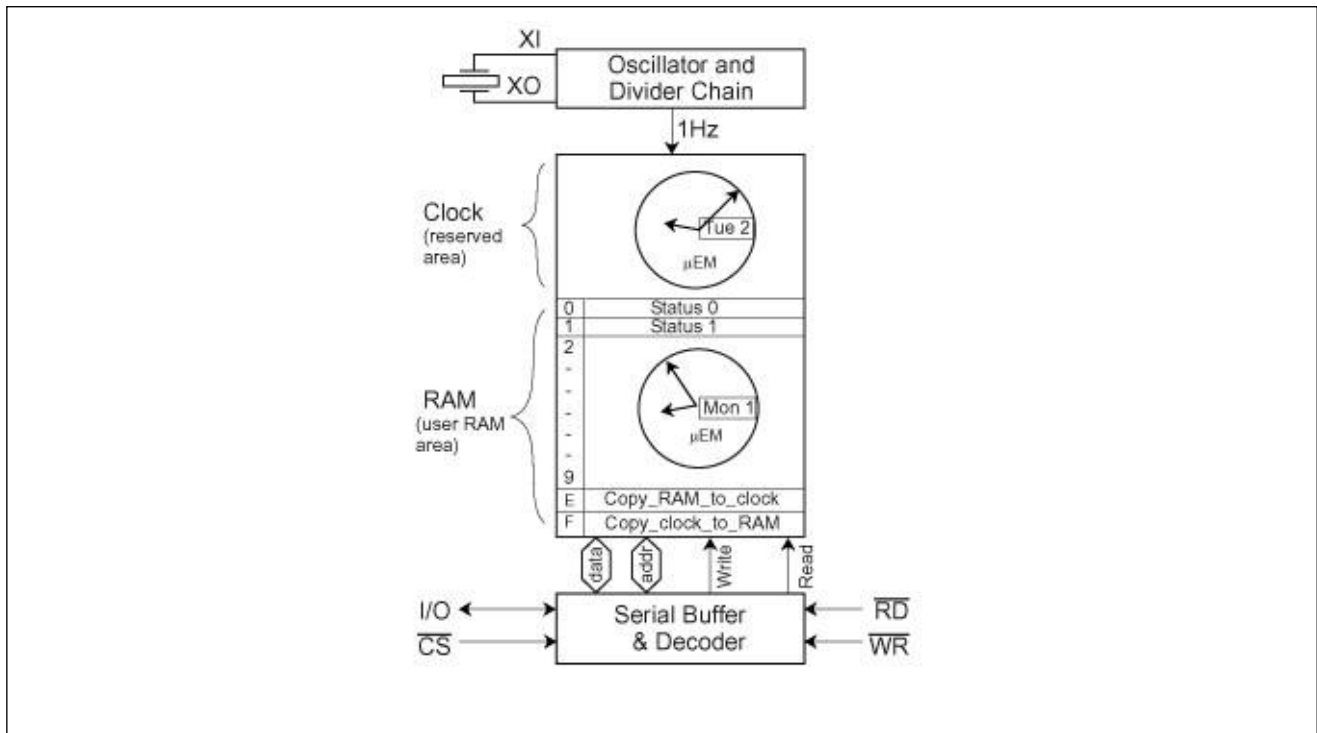 XI
XO
Oscillator and
Divider Chain
1Hz
Clock
(reserved
area)
Tue 2
μEM
0 Status 0
1 Status 1
2
-
-
-
-
-
9
RAM
(user RAM
area)
Mon 1
μEM
E Copy_RAM_to_clock
F Copy_clock_to_RAM
data
addr
Write
Read
I/O
CS
Serial Buffer
& Decoder
RD
WR